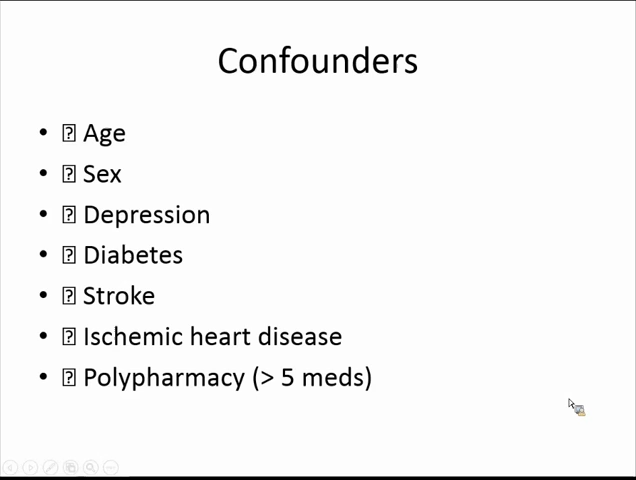 Confounders
• ⍰ Age
• ⍰ Sex
• ⍰ Depression
• ⍰ Diabetes
• ⍰ Stroke
• ⍰ Ischemic heart disease
• ⍰ Polypharmacy (> 5 meds)